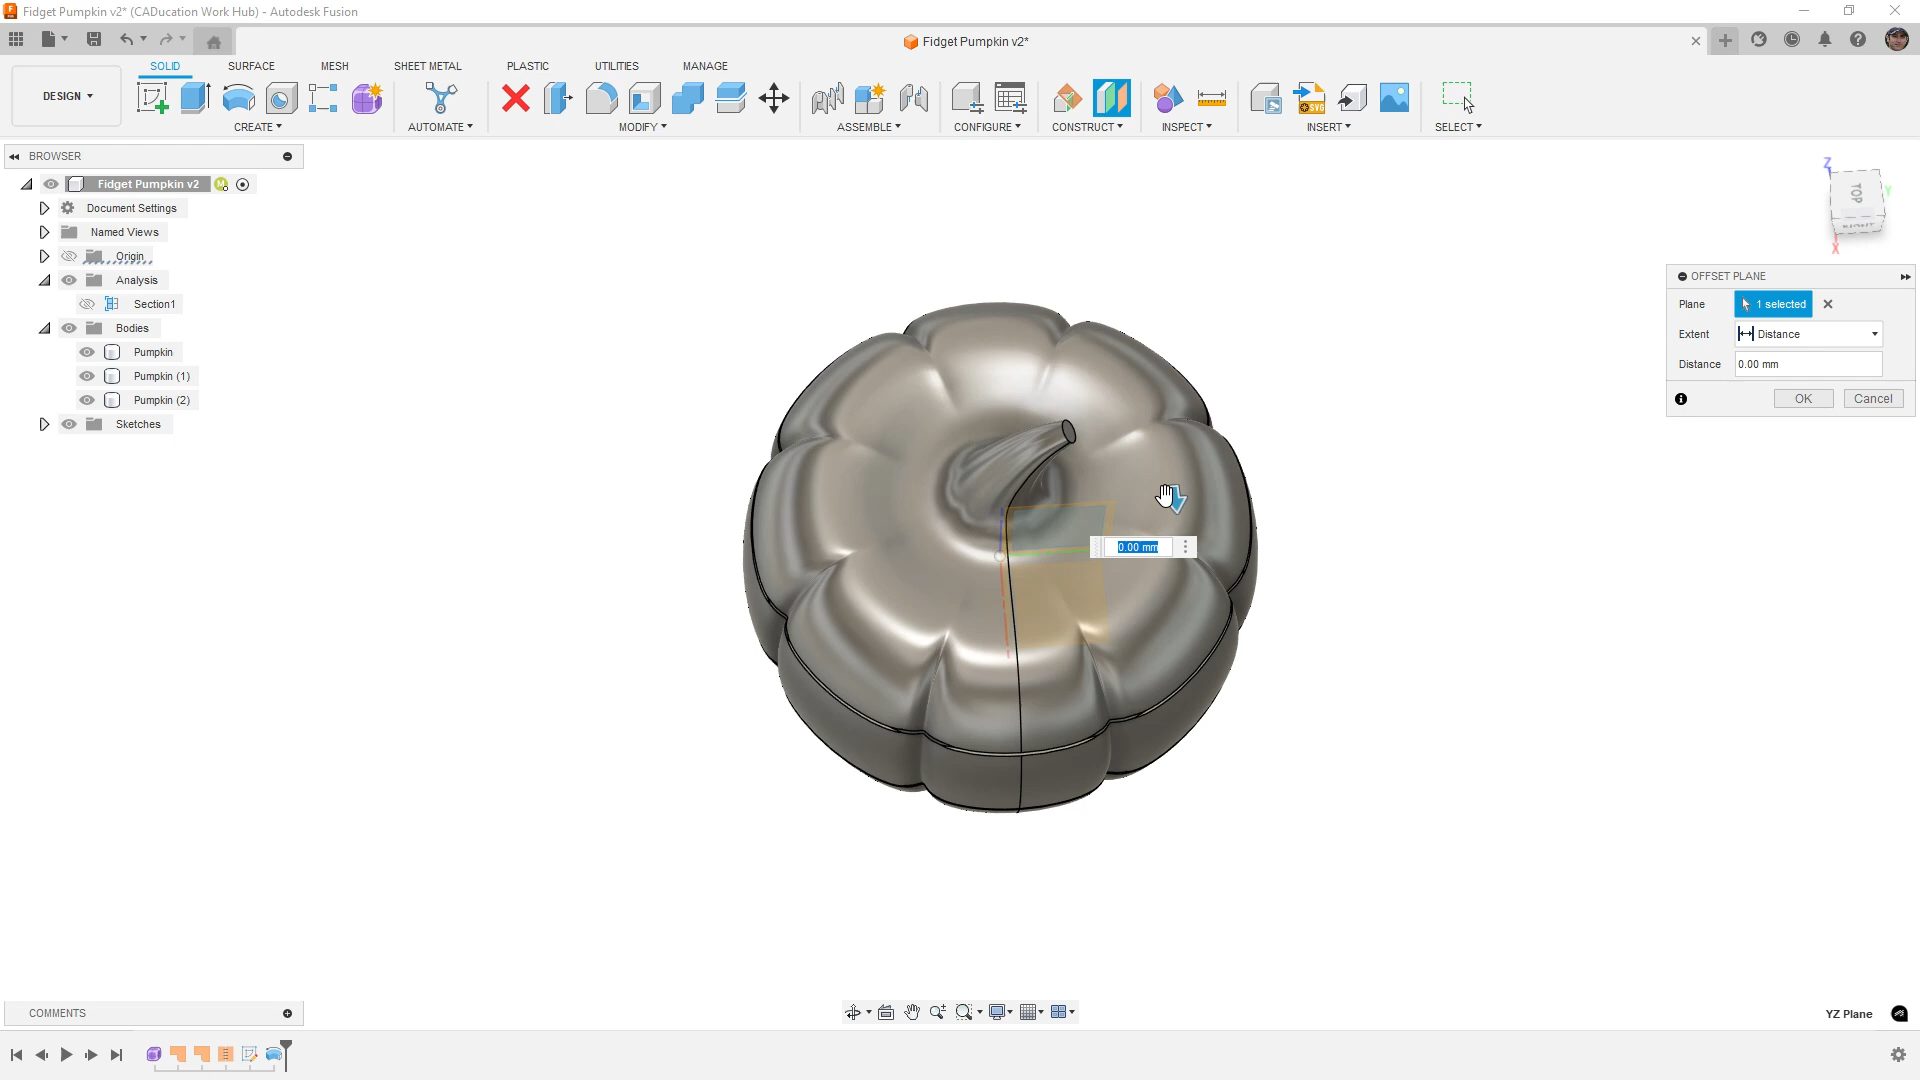 Fidget Pumpkin v2* (CADucation Work Hub) - Autodesk Fusion
Fidget Pumpkin v2*
SOLID SURFACE MESH SHEET METAL PLASTIC UTILITIES MANAGE
DESIGN
CREATE AUTOMATE MODIFY ASSEMBLE CONFIGURE CONSTRUCT INSPECT INSERT SELECT
BROWSER
Fidget Pumpkin v2
Document Settings
Named Views
Origin
Analysis
Section1
Bodies
Pumpkin
Pumpkin (1)
Pumpkin (2)
Sketches
Z
TOP
Y
X
OFFSET PLANE
Plane 1 selected
Extent Distance
Distance 0.00 mm
OK Cancel
0.00 mm
COMMENTS
YZ Plane